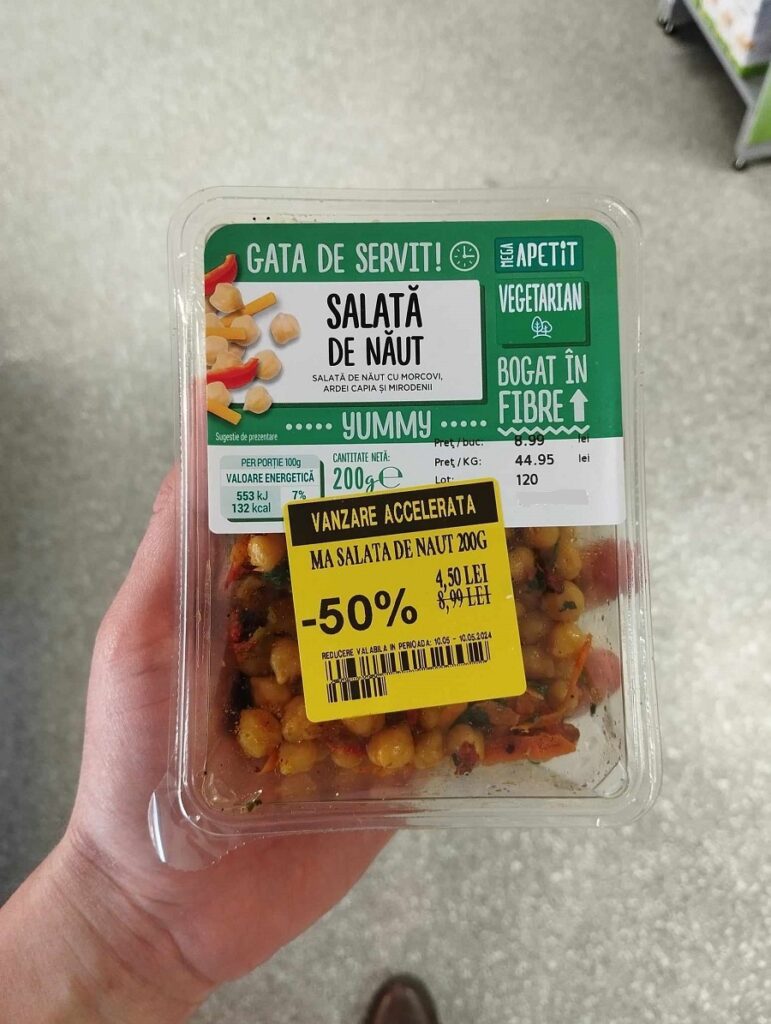 GATA DE SERVIT!
MEGA APETIT
SALATĂ
DE NĂUT
SALATĂ DE NĂUT CU MORCOVI,
ARDEI CAPIA ȘI MIRODENII
VEGETARIAN
BOGAT ÎN
FIBRE
YUMMY
Sugestie de prezentare
PER PORȚIE 100g
VALOARE ENERGETICĂ
553 kJ 7%
132 kcal
CANTITATE NETĂ:
200g e
Preț/buc: 8.99 lei
Preț/KG: 44.95 lei
Lot: 120
VANZARE ACCELERATA
MA SALATA DE NAUT 200G
4,50 LEI
-50% 8,99 LEI
REDUCERE VALABILA IN PERIOADA: 10.05 - 10.05.2024